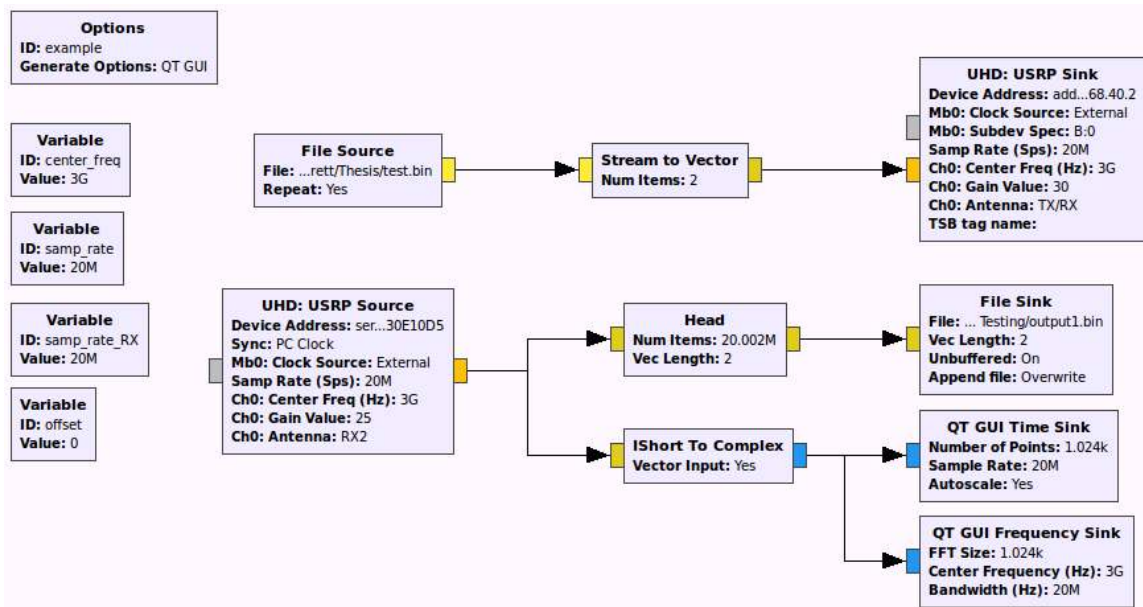 Options
ID: example
Generate Options: QT GUI
Variable
ID: center_freq
Value: 3G
Variable
ID: samp_rate
Value: 20M
Variable
ID: samp_rate_RX
Value: 20M
Variable
ID: offset
Value: 0
File Source
File: ...rett/Thesis/test.bin
Repeat: Yes
Stream to Vector
Num Items: 2
UHD: USRP Sink
Device Address: add...68.40.2
Mb0: Clock Source: External
Mb0: Subdev Spec: B:0
Samp Rate (Sps): 20M
Ch0: Center Freq (Hz): 3G
Ch0: Gain Value: 30
Ch0: Antenna: TX/RX
TSB tag name:
UHD: USRP Source
Device Address: ser...30E10D5
Sync: PC Clock
Mb0: Clock Source: External
Samp Rate (Sps): 20M
Ch0: Center Freq (Hz): 3G
Ch0: Gain Value: 25
Ch0: Antenna: RX2
Head
Num Items: 20.002M
Vec Length: 2
File Sink
File: ... Testing/output1.bin
Vec Length: 2
Unbuffered: On
Append file: Overwrite
IShort To Complex
Vector Input: Yes
QT GUI Time Sink
Number of Points: 1.024k
Sample Rate: 20M
Autoscale: Yes
QT GUI Frequency Sink
FFT Size: 1.024k
Center Frequency (Hz): 3G
Bandwidth (Hz): 20M